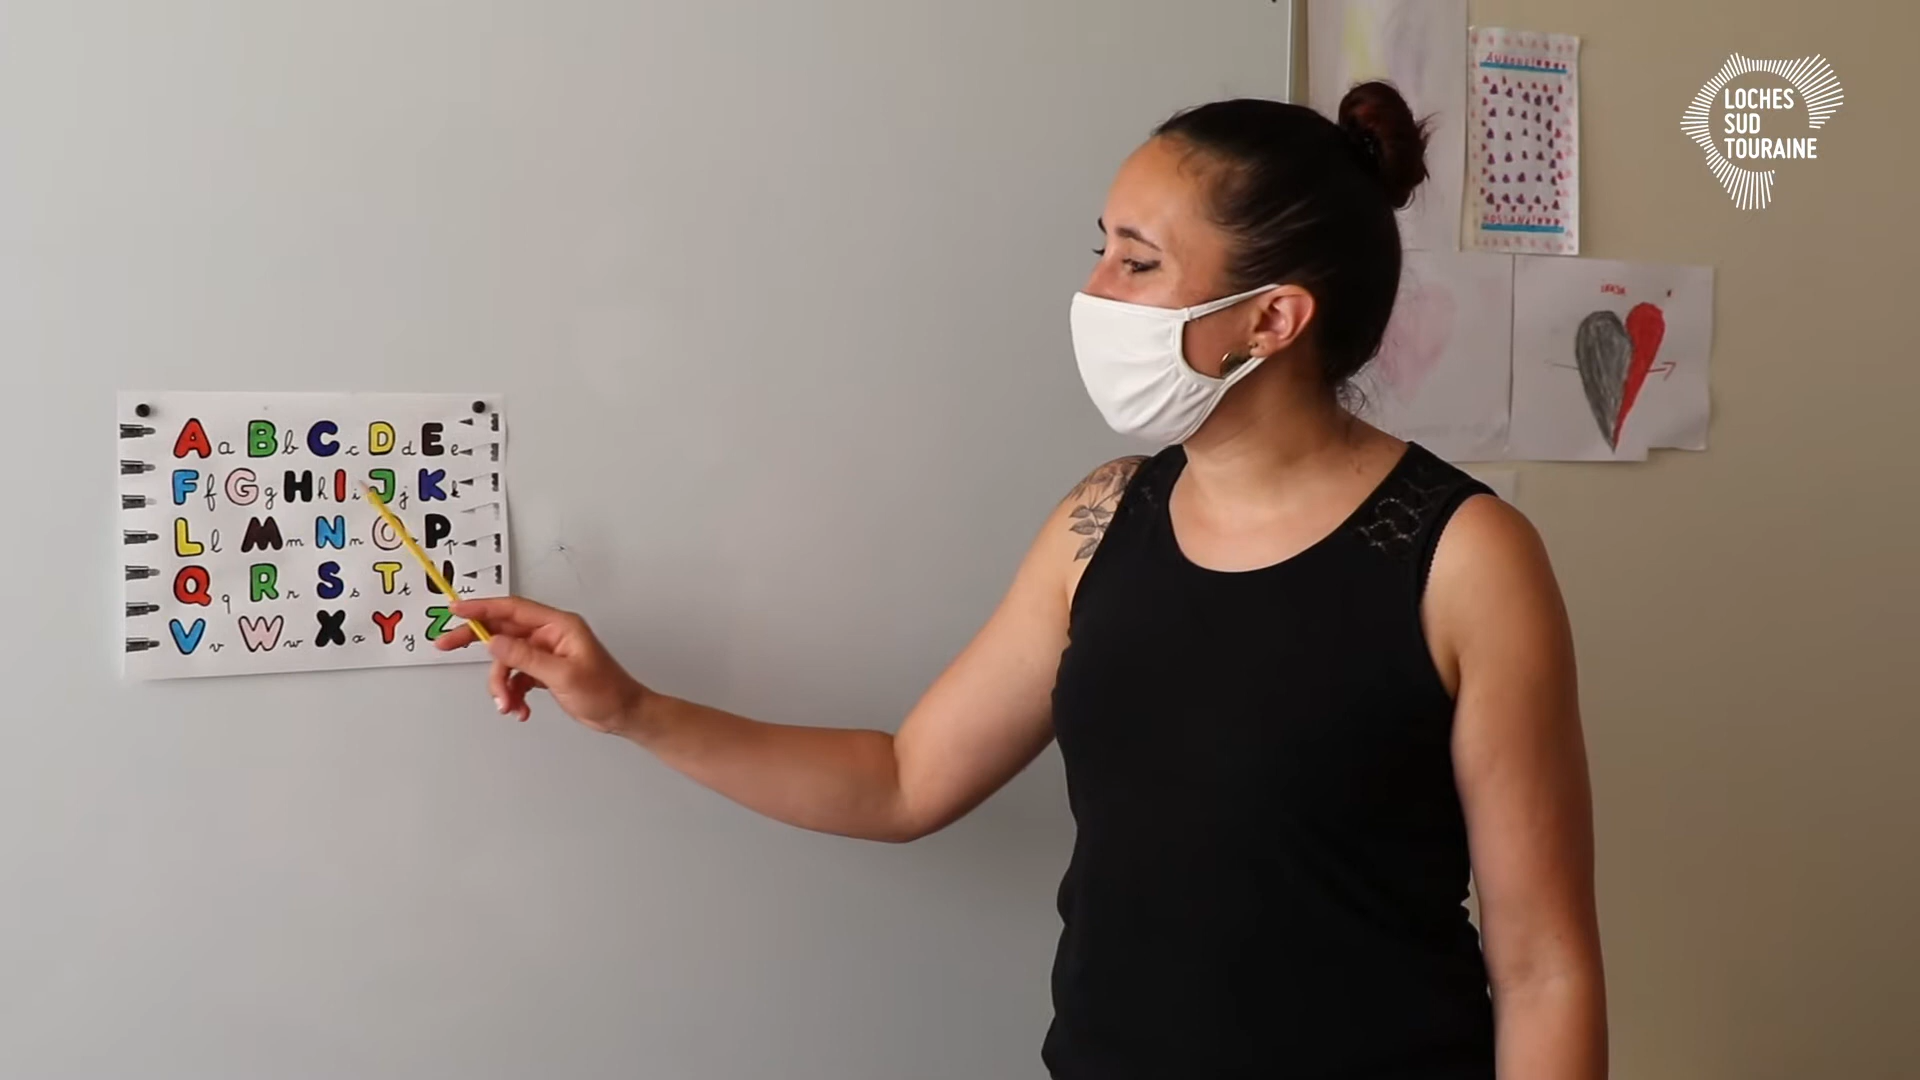 A a B b C c D d E e
F f G g H h I i J j K k
L l M m N n O P p
Q q R r S s T t U u
V v W w X x Y y Z
LOCHES
SUD
TOURAINE